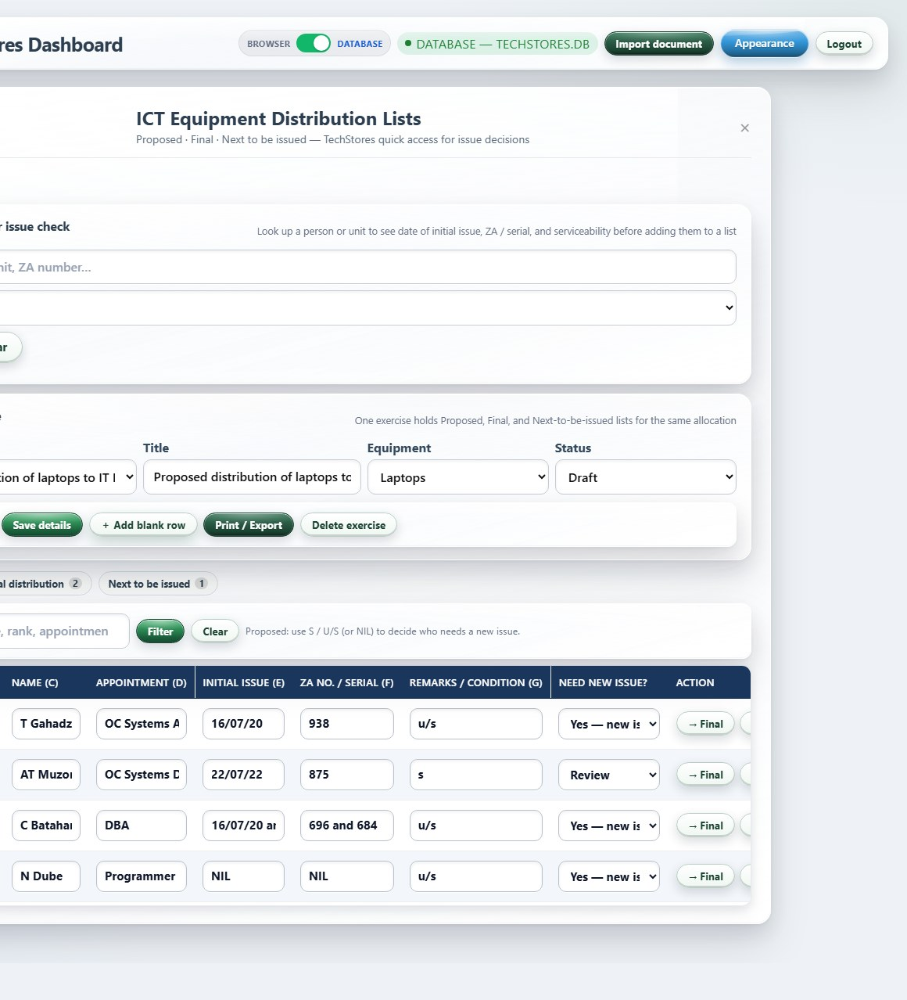 res Dashboard
BROWSER DATABASE
DATABASE — TECHSTORES.DB
Import document
Appearance
Logout
ICT Equipment Distribution Lists
×
Proposed · Final · Next to be issued — TechStores quick access for issue decisions
r issue check
Look up a person or unit to see date of initial issue, ZA / serial, and serviceability before adding them to a list
nit, ZA number...
ar
One exercise holds Proposed, Final, and Next-to-be-issued lists for the same allocation
Title Equipment Status
tion of laptops to IT Proposed distribution of laptops to Laptops Draft
Save details + Add blank row Print / Export Delete exercise
al distribution 2 Next to be issued 1
, rank, appointmen Filter Clear Proposed: use S / U/S (or NIL) to decide who needs a new issue.
NAME (C) APPOINTMENT (D) INITIAL ISSUE (E) ZA NO. / SERIAL (F) REMARKS / CONDITION (G) NEED NEW ISSUE? ACTION
T Gahadz OC Systems A 16/07/20 938 u/s Yes — new is → Final
AT Muzo OC Systems D 22/07/22 875 s Review → Final
C Bataha DBA 16/07/20 ar 696 and 684 u/s Yes — new is → Final
N Dube Programmer NIL NIL u/s Yes — new is → Final